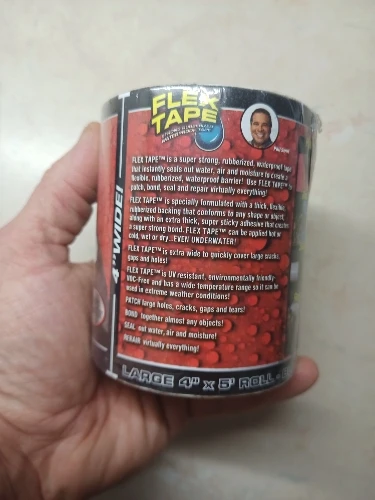 FLEX
TAPE
FLEX TAPE™ is a super strong, rubberized, waterproof tape
that instantly seals out water, air and moisture to create a
flexible, rubberized, waterproof barrier! Use FLEX TAPE™ to
patch, bond, seal and repair virtually everything!
FLEX TAPE™ is specially formulated with a thick, flexible,
rubberized backing that conforms to any shape or object,
along with an extra thick, super sticky adhesive that creates
a super strong bond. FLEX TAPE™ can be applied hot or
cold, wet or dry...EVEN UNDERWATER!
FLEX TAPE™ is extra wide to quickly cover large cracks,
gaps and holes!
FLEX TAPE™ is UV resistant, environmentally friendly-
VOC-Free and has a wide temperature range so it can be
used in extreme weather conditions!
PATCH large holes, cracks, gaps and tears!
BOND together almost any objects!
SEAL out water, air and moisture!
REPAIR virtually everything!
4" WIDE!
LARGE 4" x 5' ROLL